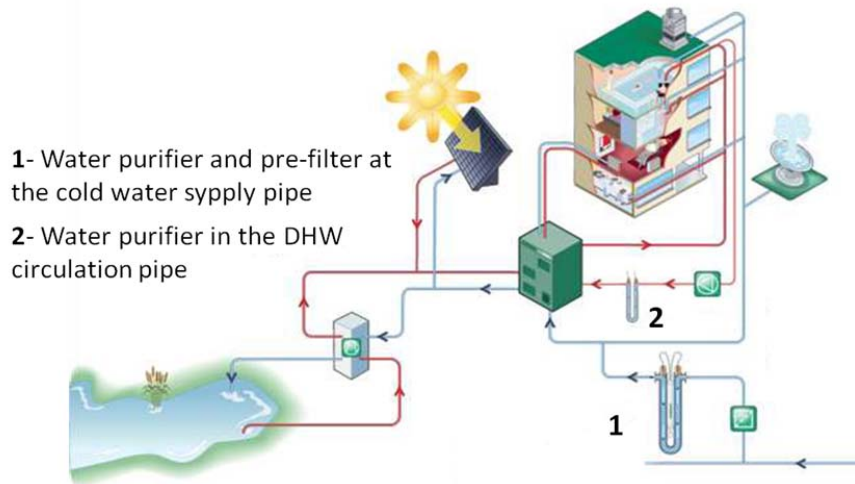 1- Water purifier and pre-filter at
the cold water sypply pipe
2- Water purifier in the DHW
circulation pipe
2
1